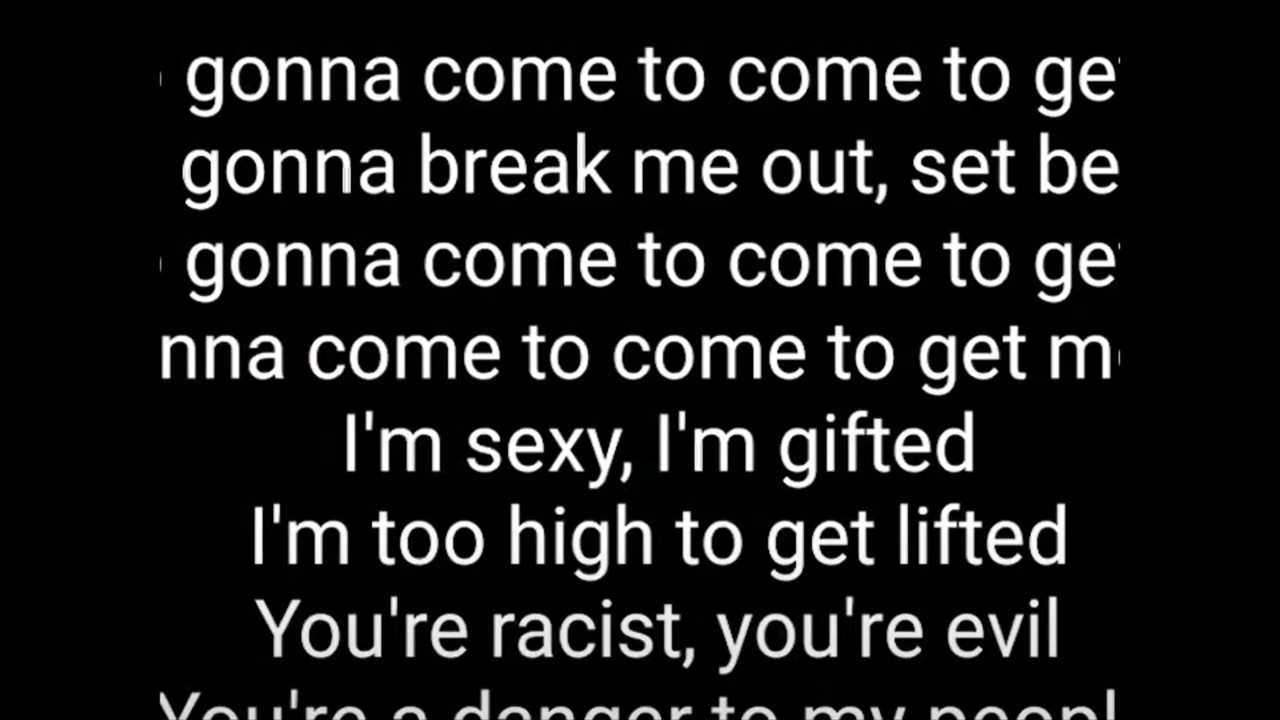 gonna come to come to get
gonna break me out, set be
gonna come to come to get
nna come to come to get m
I'm sexy, I'm gifted
I'm too high to get lifted
You're racist, you're evil
You're a danger to my peopl